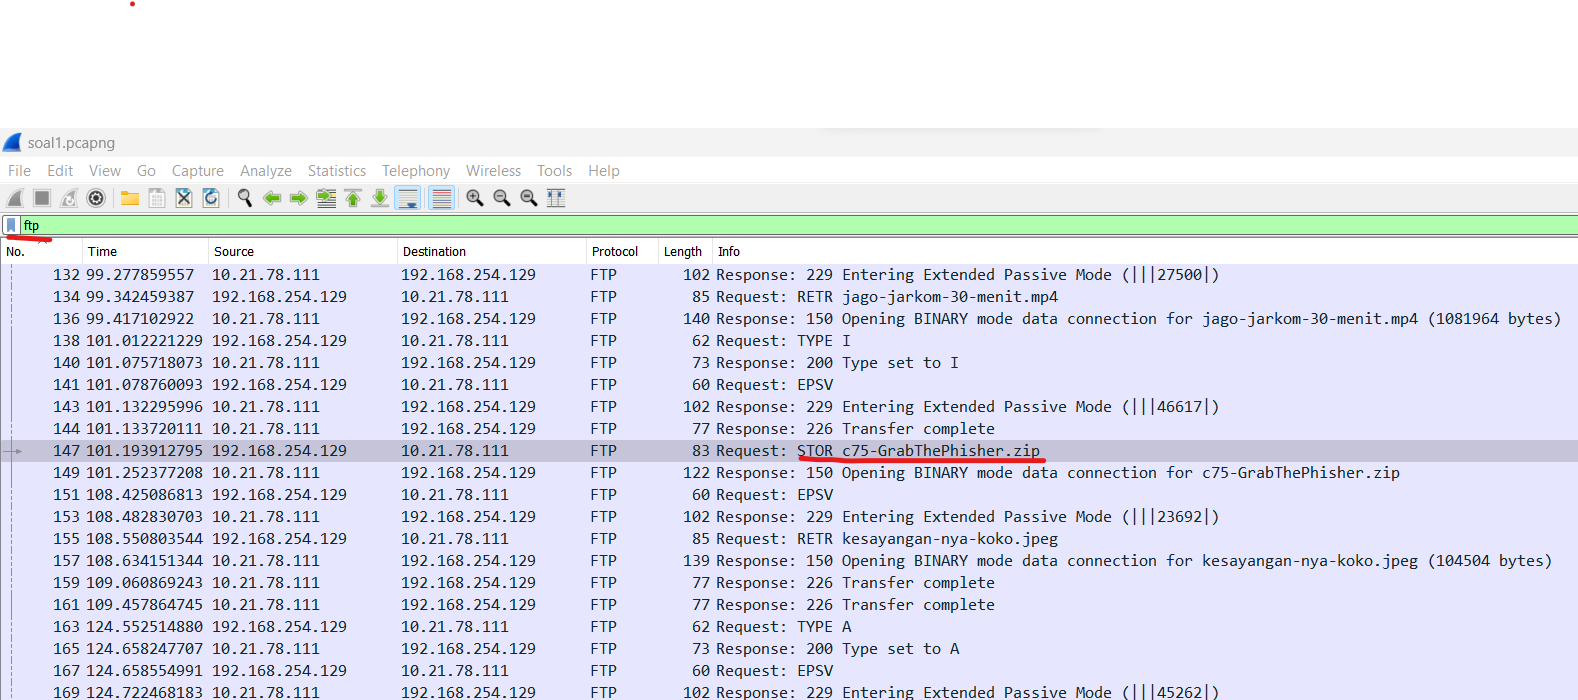 soal1.pcapng
File Edit View Go Capture Analyze Statistics Telephony Wireless Tools Help
ftp
No. Time Source Destination Protocol Length Info
132 99.277859557 10.21.78.111 192.168.254.129 FTP 102 Response: 229 Entering Extended Passive Mode (|||27500|)
134 99.342459387 192.168.254.129 10.21.78.111 FTP 85 Request: RETR jago-jarkom-30-menit.mp4
136 99.417102922 10.21.78.111 192.168.254.129 FTP 140 Response: 150 Opening BINARY mode data connection for jago-jarkom-30-menit.mp4 (1081964 bytes)
138 101.012221229 192.168.254.129 10.21.78.111 FTP 62 Request: TYPE I
140 101.075718073 10.21.78.111 192.168.254.129 FTP 73 Response: 200 Type set to I
141 101.078760093 192.168.254.129 10.21.78.111 FTP 60 Request: EPSV
143 101.132295996 10.21.78.111 192.168.254.129 FTP 102 Response: 229 Entering Extended Passive Mode (|||46617|)
144 101.133720111 10.21.78.111 192.168.254.129 FTP 77 Response: 226 Transfer complete
147 101.193912795 192.168.254.129 10.21.78.111 FTP 83 Request: STOR c75-GrabThePhisher.zip
149 101.252377208 10.21.78.111 192.168.254.129 FTP 122 Response: 150 Opening BINARY mode data connection for c75-GrabThePhisher.zip
151 108.425086813 192.168.254.129 10.21.78.111 FTP 60 Request: EPSV
153 108.482830703 10.21.78.111 192.168.254.129 FTP 102 Response: 229 Entering Extended Passive Mode (|||23692|)
155 108.550803544 192.168.254.129 10.21.78.111 FTP 85 Request: RETR kesayangan-nya-koko.jpeg
157 108.634151344 10.21.78.111 192.168.254.129 FTP 139 Response: 150 Opening BINARY mode data connection for kesayangan-nya-koko.jpeg (104504 bytes)
159 109.060869243 10.21.78.111 192.168.254.129 FTP 77 Response: 226 Transfer complete
161 109.457864745 10.21.78.111 192.168.254.129 FTP 77 Response: 226 Transfer complete
163 124.552514880 192.168.254.129 10.21.78.111 FTP 62 Request: TYPE A
165 124.658247707 10.21.78.111 192.168.254.129 FTP 73 Response: 200 Type set to A
167 124.658554991 192.168.254.129 10.21.78.111 FTP 60 Request: EPSV
169 124.722468183 10.21.78.111 192.168.254.129 FTP 102 Response: 229 Entering Extended Passive Mode (|||45262|)